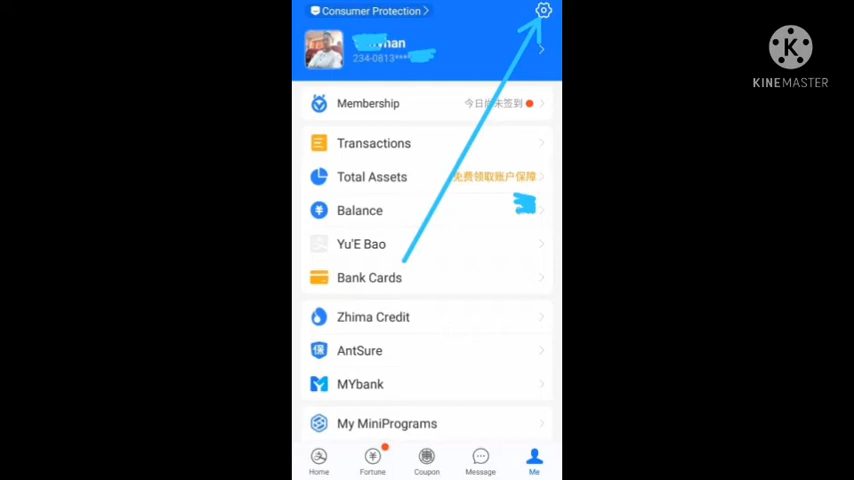 Consumer Protection
234-0813***
K
KINEMASTER
Membership
今日尚未签到
Transactions
Total Assets
免费领取账户保障
Balance
Yu'E Bao
Bank Cards
Zhima Credit
保
AntSure
MYbank
My MiniPrograms
Home
Fortune
Coupon
Message
Me